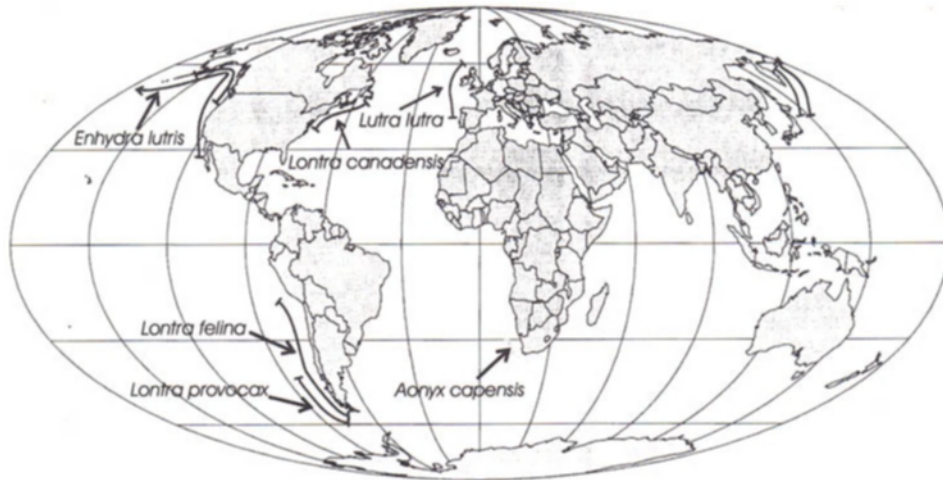 Enhydra lutris
Lutra lutra
Lontra canadensis
Lontra felina
Lontra provocax
Aonyx capensis